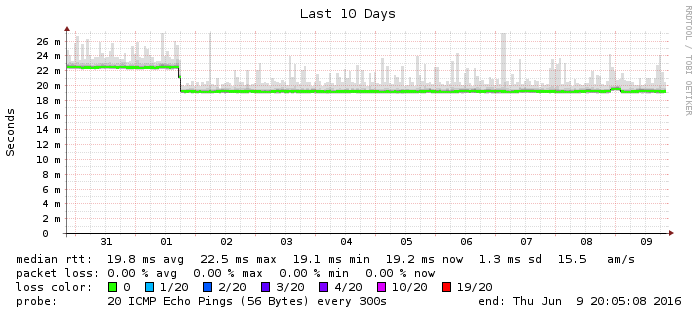 Last 10 Days
RRDTOOL / TOBI OETIKER
Seconds
26 m
24 m
22 m
20 m
18 m
16 m
14 m
12 m
10 m
8 m
6 m
4 m
2 m
0
31 01 02 03 04 05 06 07 08 09
median rtt: 19.8 ms avg 22.5 ms max 19.1 ms min 19.2 ms now 1.3 ms sd 15.5 am/s
packet loss: 0.00 % avg 0.00 % max 0.00 % min 0.00 % now
loss color: 0 1/20 2/20 3/20 4/20 10/20 19/20
probe: 20 ICMP Echo Pings (56 Bytes) every 300s end: Thu Jun 9 20:05:08 2016